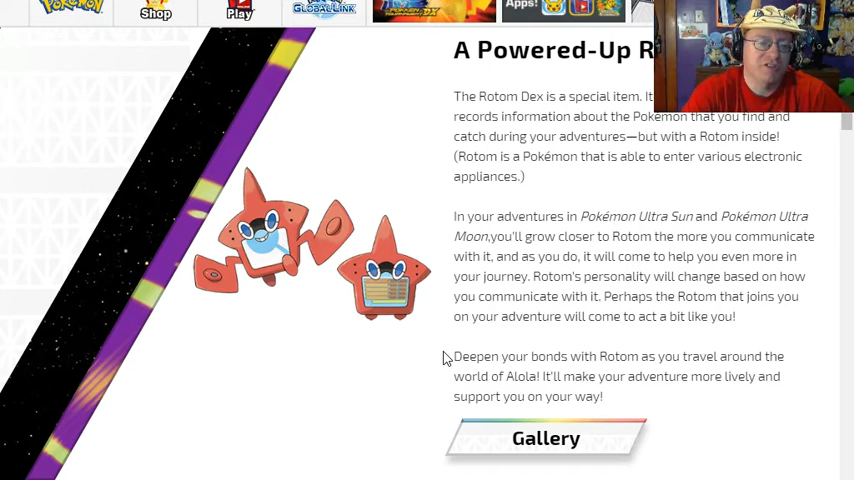 Pokémon
Shop
Play
GLOBAL LINK
Apps!
A Powered-Up R
The Rotom Dex is a special item. It
records information about the Pokémon that you find and
catch during your adventures—but with a Rotom inside!
(Rotom is a Pokémon that is able to enter various electronic
appliances.)
In your adventures in Pokémon Ultra Sun and Pokémon Ultra
Moon,you'll grow closer to Rotom the more you communicate
with it, and as you do, it will come to help you even more in
your journey. Rotom's personality will change based on how
you communicate with it. Perhaps the Rotom that joins you
on your adventure will come to act a bit like you!
Deepen your bonds with Rotom as you travel around the
world of Alola! It'll make your adventure more lively and
support you on your way!
Gallery